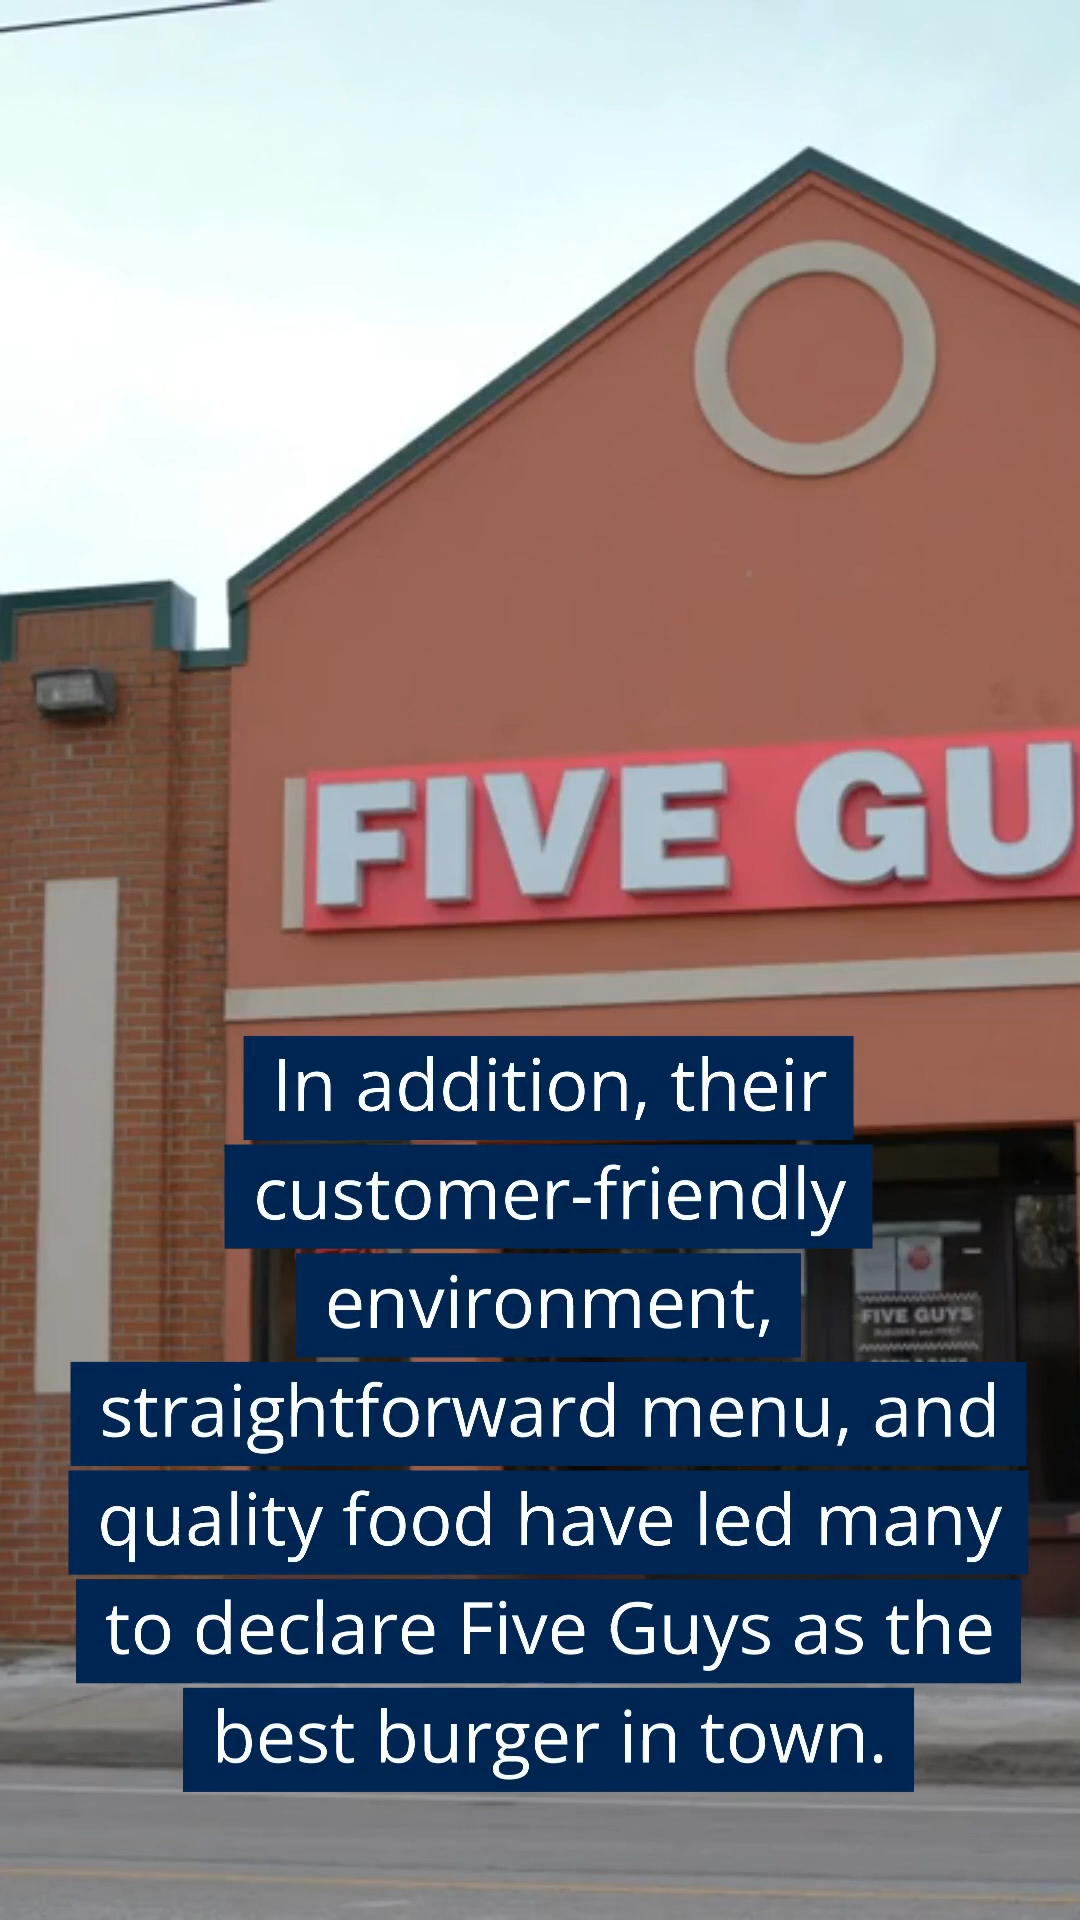 FIVE GU
In addition, their
customer-friendly
environment,
straightforward menu, and
quality food have led many
to declare Five Guys as the
best burger in town.
FIVE GUYS